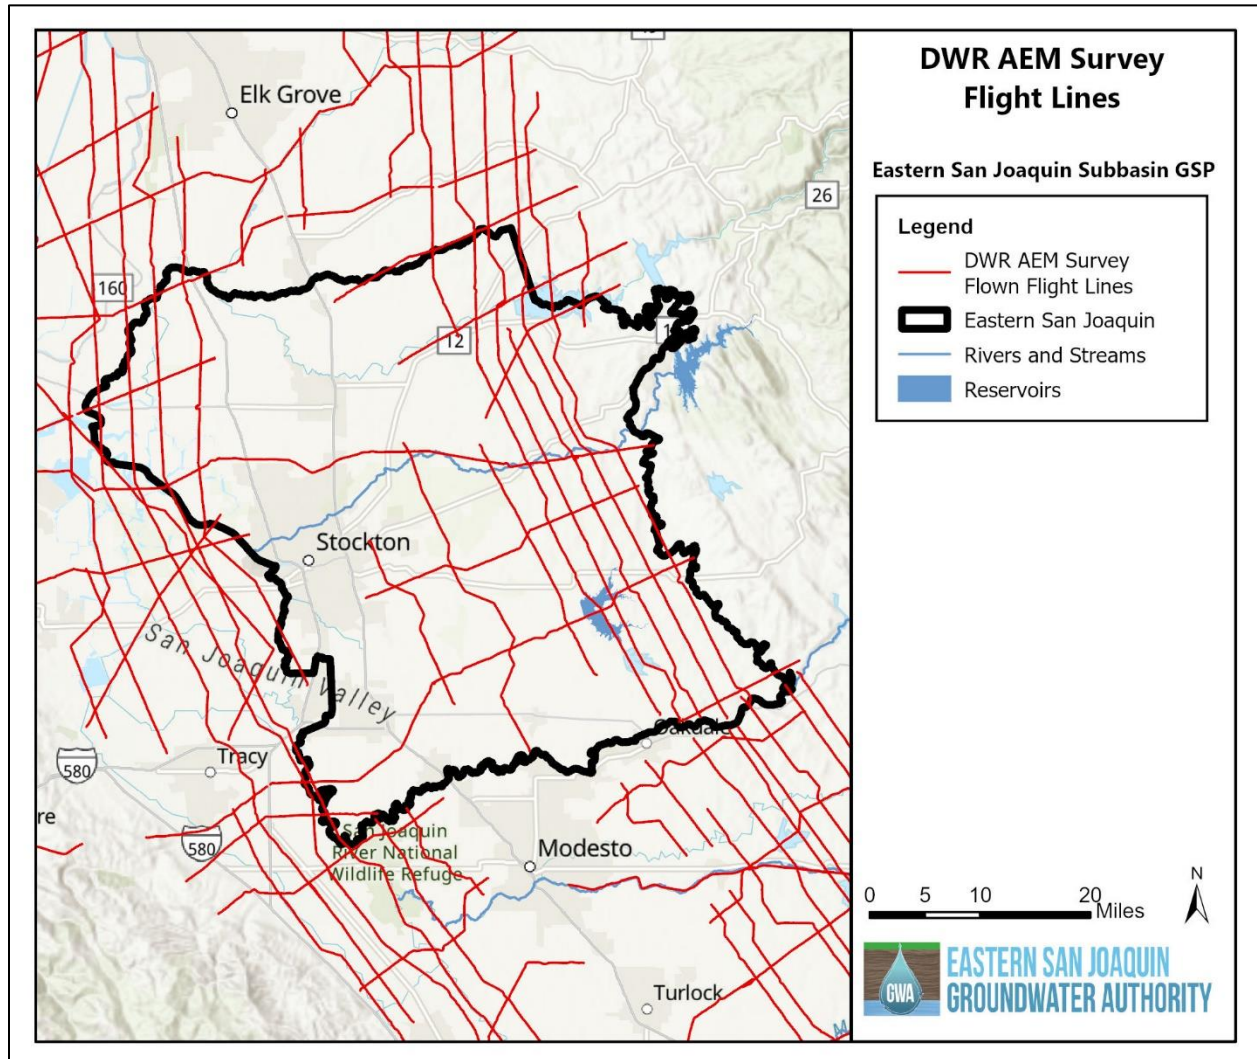 Elk Grove
26
160
12
1
Stockton
San Joaquin Valley
Oakdale
Tracy
580
re
580
San Joaquin
River National
Wildlife Refuge
Modesto
Turlock
DWR AEM Survey
Flight Lines
Eastern San Joaquin Subbasin GSP
Legend
DWR AEM Survey
Flown Flight Lines
Eastern San Joaquin
Rivers and Streams
Reservoirs
N
0 5 10 20
Miles
GWA
EASTERN SAN JOAQUIN
GROUNDWATER AUTHORITY